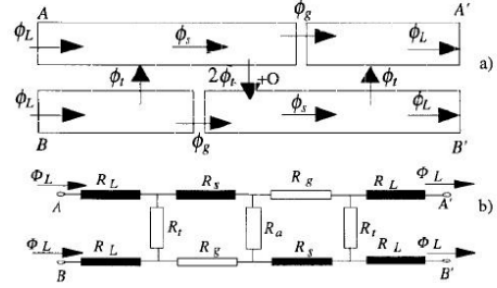 A ϕg A′
ϕL ϕs ϕL
a)
ϕt 2ϕt +O ϕt
ϕL ϕs ϕL
B ϕg B′
ΦL RL Rs Rg RL ΦL
A A′ b)
Rt Ra Rt
ΦL RL Rg Rs RL ΦL
B B′